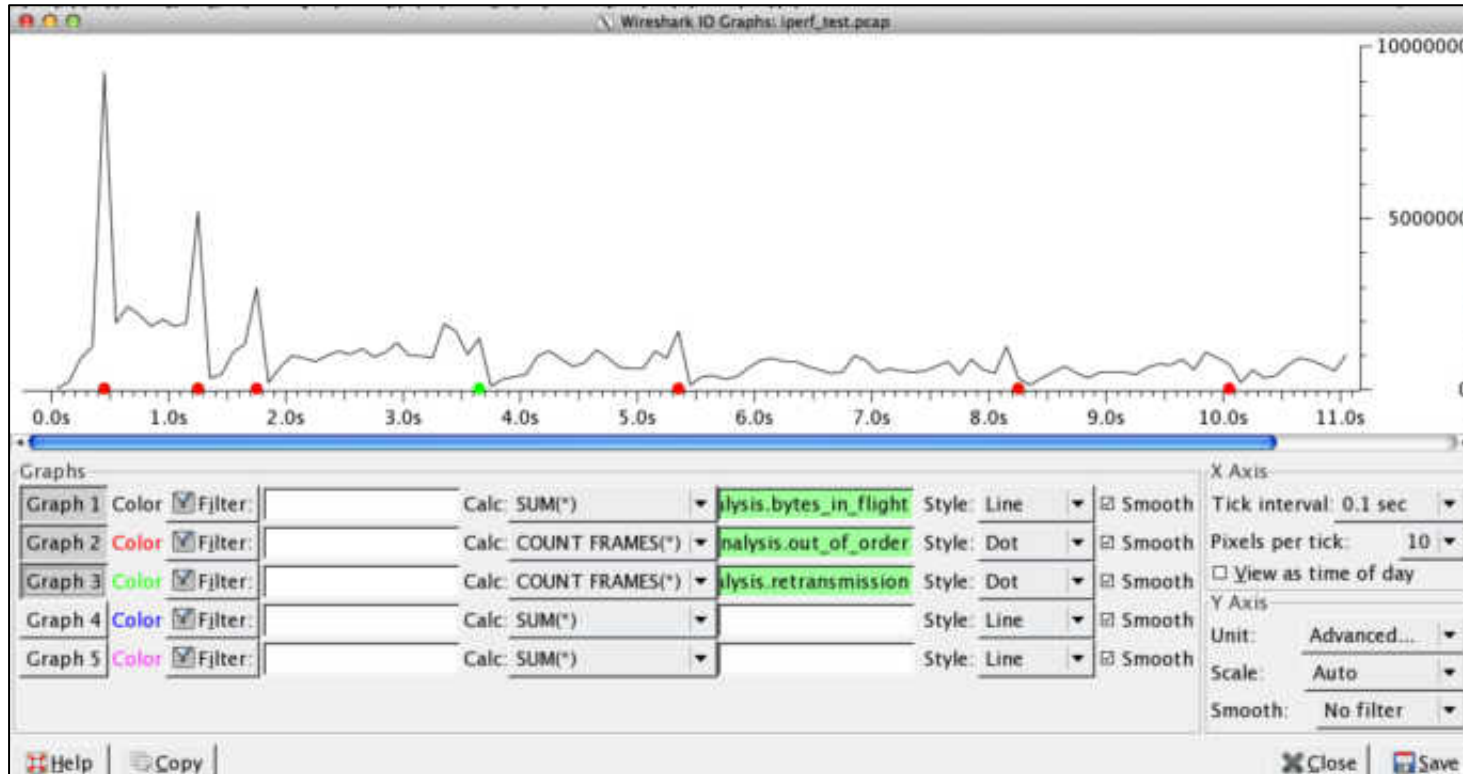 Wireshark IO Graphs: iperf_test.pcap
10000000
5000000
0
0.0s 1.0s 2.0s 3.0s 4.0s 5.0s 6.0s 7.0s 8.0s 9.0s 10.0s 11.0s
Graphs
Graph 1 Color Filter: Calc: SUM(*) alysis.bytes_in_flight Style: Line Smooth
Graph 2 Color Filter: Calc: COUNT FRAMES(*) nalysis.out_of_order Style: Dot Smooth
Graph 3 Color Filter: Calc: COUNT FRAMES(*) alysis.retransmission Style: Dot Smooth
Graph 4 Color Filter: Calc: SUM(*) Style: Line Smooth
Graph 5 Color Filter: Calc: SUM(*) Style: Line Smooth
X Axis
Tick interval: 0.1 sec
Pixels per tick: 10
View as time of day
Y Axis
Unit: Advanced...
Scale: Auto
Smooth: No filter
Help Copy Close Save